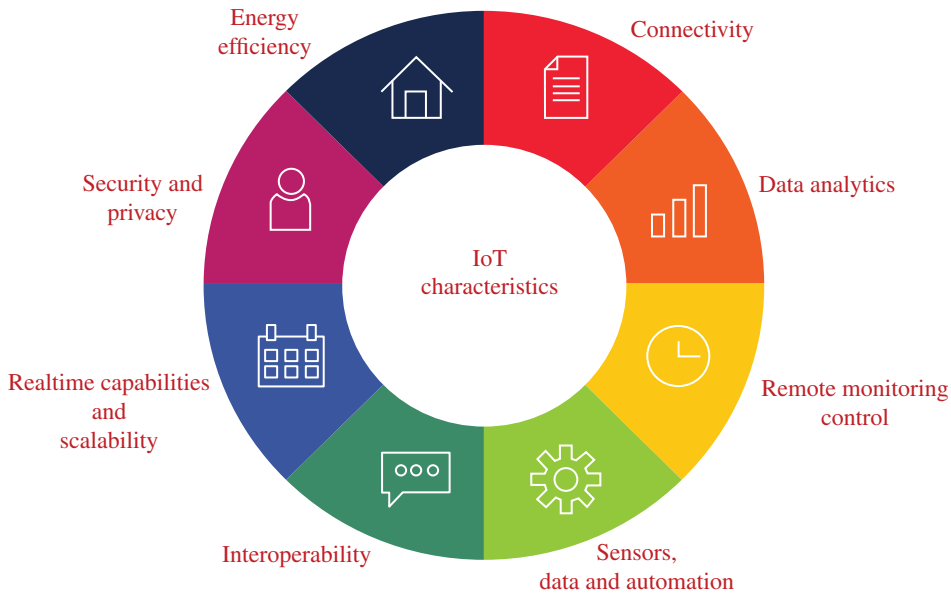 Energy
efficiency
Connectivity
Security and
privacy
Data analytics
IoT
characteristics
Realtime capabilities
and
scalability
Remote monitoring
control
Interoperability
Sensors,
data and automation